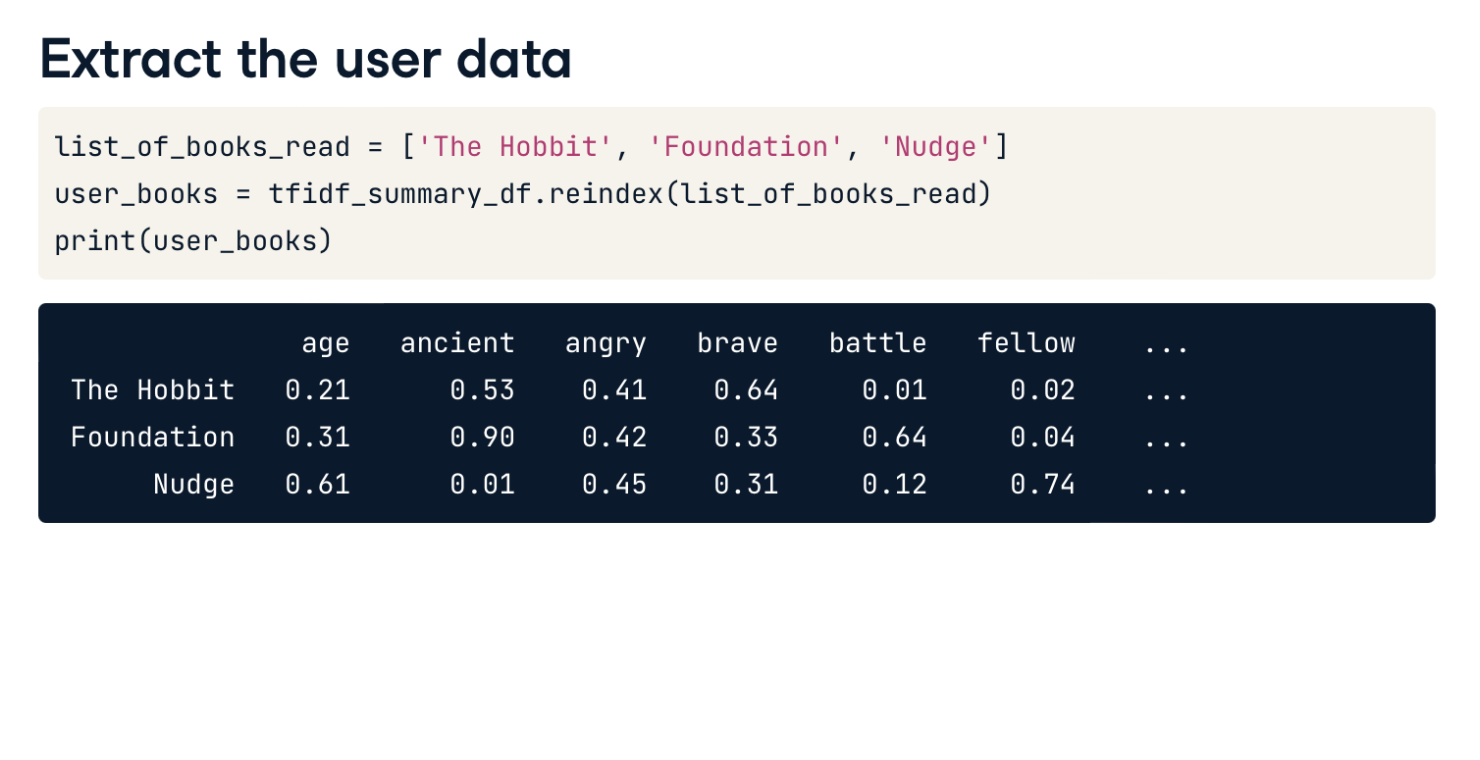 Extract the user data
list_of_books_read = ['The Hobbit', 'Foundation', 'Nudge']
user_books = tfidf_summary_df.reindex(list_of_books_read)
print(user_books)
age ancient angry brave battle fellow ...
The Hobbit 0.21 0.53 0.41 0.64 0.01 0.02 ...
Foundation 0.31 0.90 0.42 0.33 0.64 0.04 ...
Nudge 0.61 0.01 0.45 0.31 0.12 0.74 ...